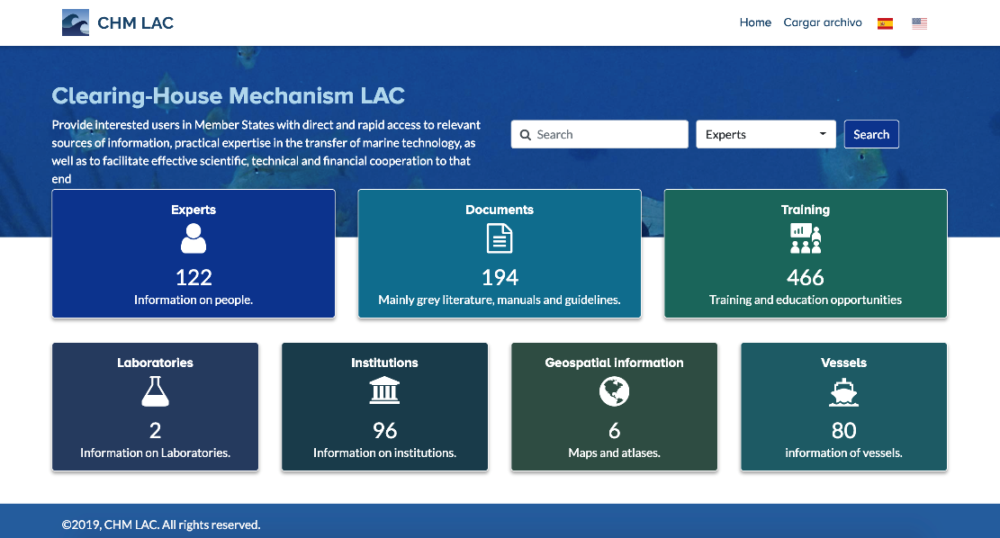 CHM LAC
Home
Cargar archivo
Clearing-House Mechanism LAC
Provide interested users in Member States with direct and rapid access to relevant
sources of information, practical expertise in the transfer of marine technology, as
well as to facilitate effective scientific, technical and financial cooperation to that
end
Search
Experts
Search
Experts
122
Information on people.
Documents
194
Mainly grey literature, manuals and guidelines.
Training
466
Training and education opportunities
Laboratories
2
Information on Laboratories.
Institutions
96
Information on institutions.
Geospatial information
6
Maps and atlases.
Vessels
80
information of vessels.
©2019, CHM LAC. All rights reserved.